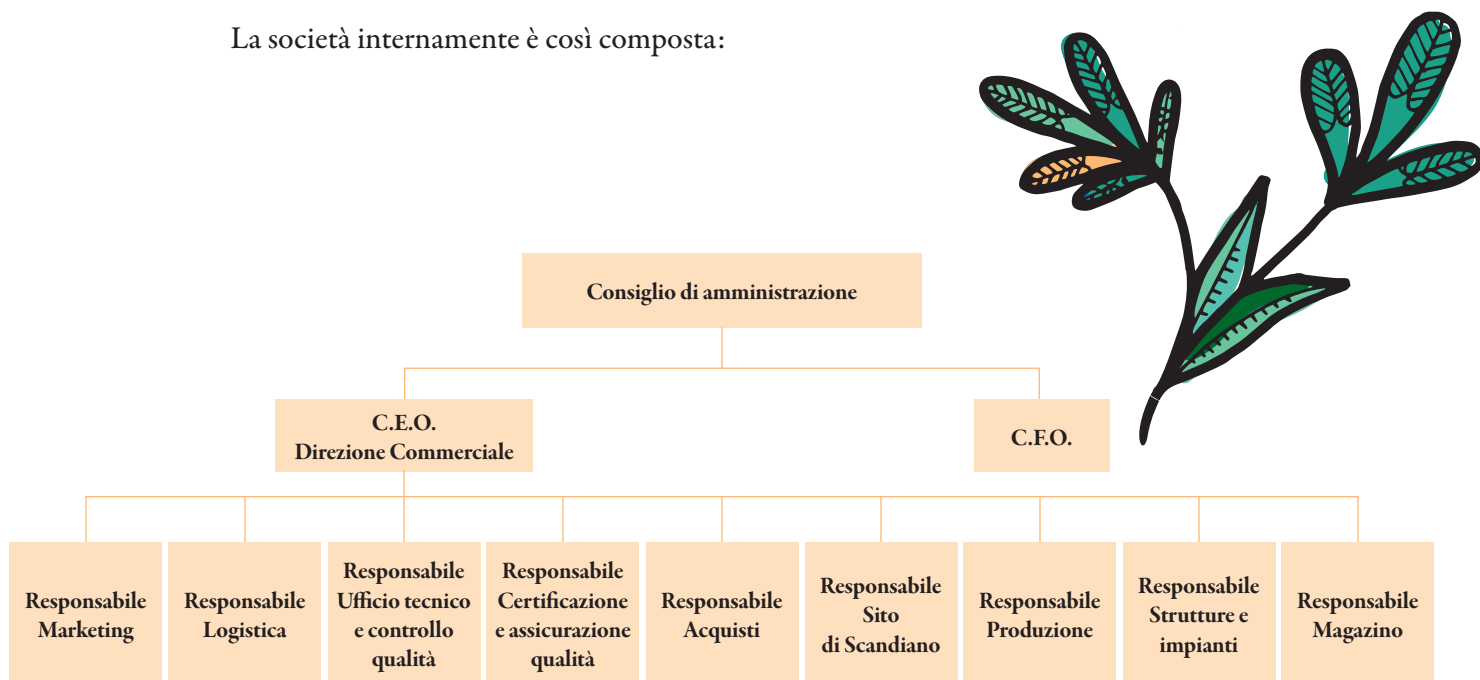 La società internamente è così composta:
Consiglio di amministrazione
C.E.O.
Direzione Commerciale
C.F.O.
Responsabile
Marketing
Responsabile
Logistica
Responsabile
Ufficio tecnico
e controllo
qualità
Responsabile
Certificazione
e assicurazione
qualità
Responsabile
Acquisti
Responsabile
Sito
di Scandiano
Responsabile
Produzione
Responsabile
Strutture e
impianti
Responsabile
Magazino